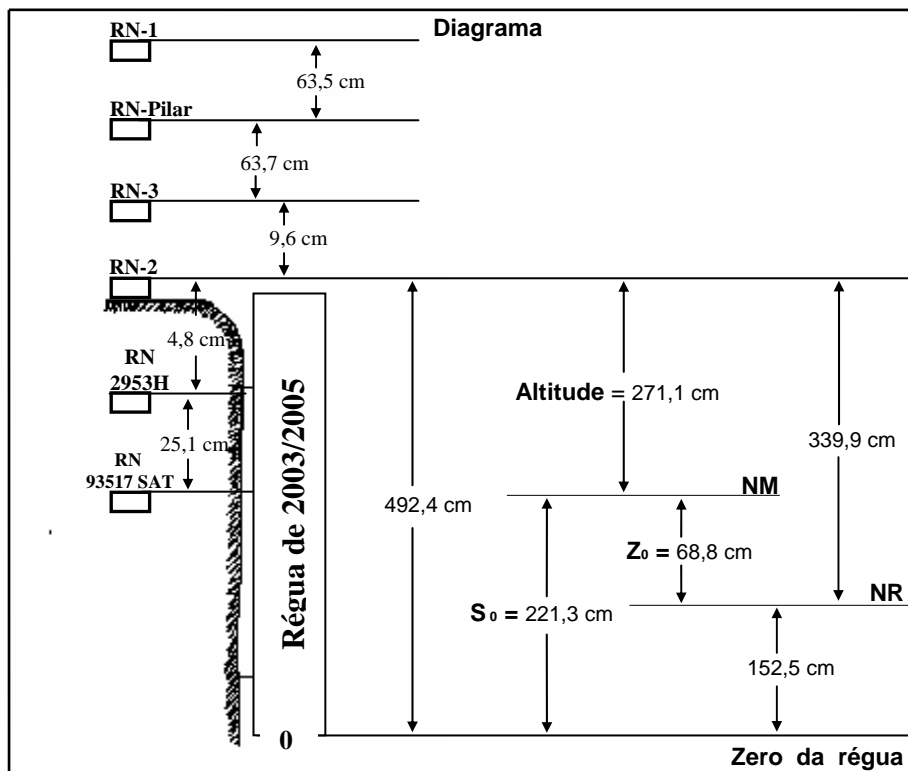 Diagrama
RN-1
63,5 cm
RN-Pilar
63,7 cm
RN-3
9,6 cm
RN-2
4,8 cm
RN
2953H
25,1 cm
RN
93517 SAT
Régua de 2003/2005
0
492,4 cm
Altitude = 271,1 cm
339,9 cm
NM
Z₀ = 68,8 cm
NR
S₀ = 221,3 cm
152,5 cm
Zero da régua